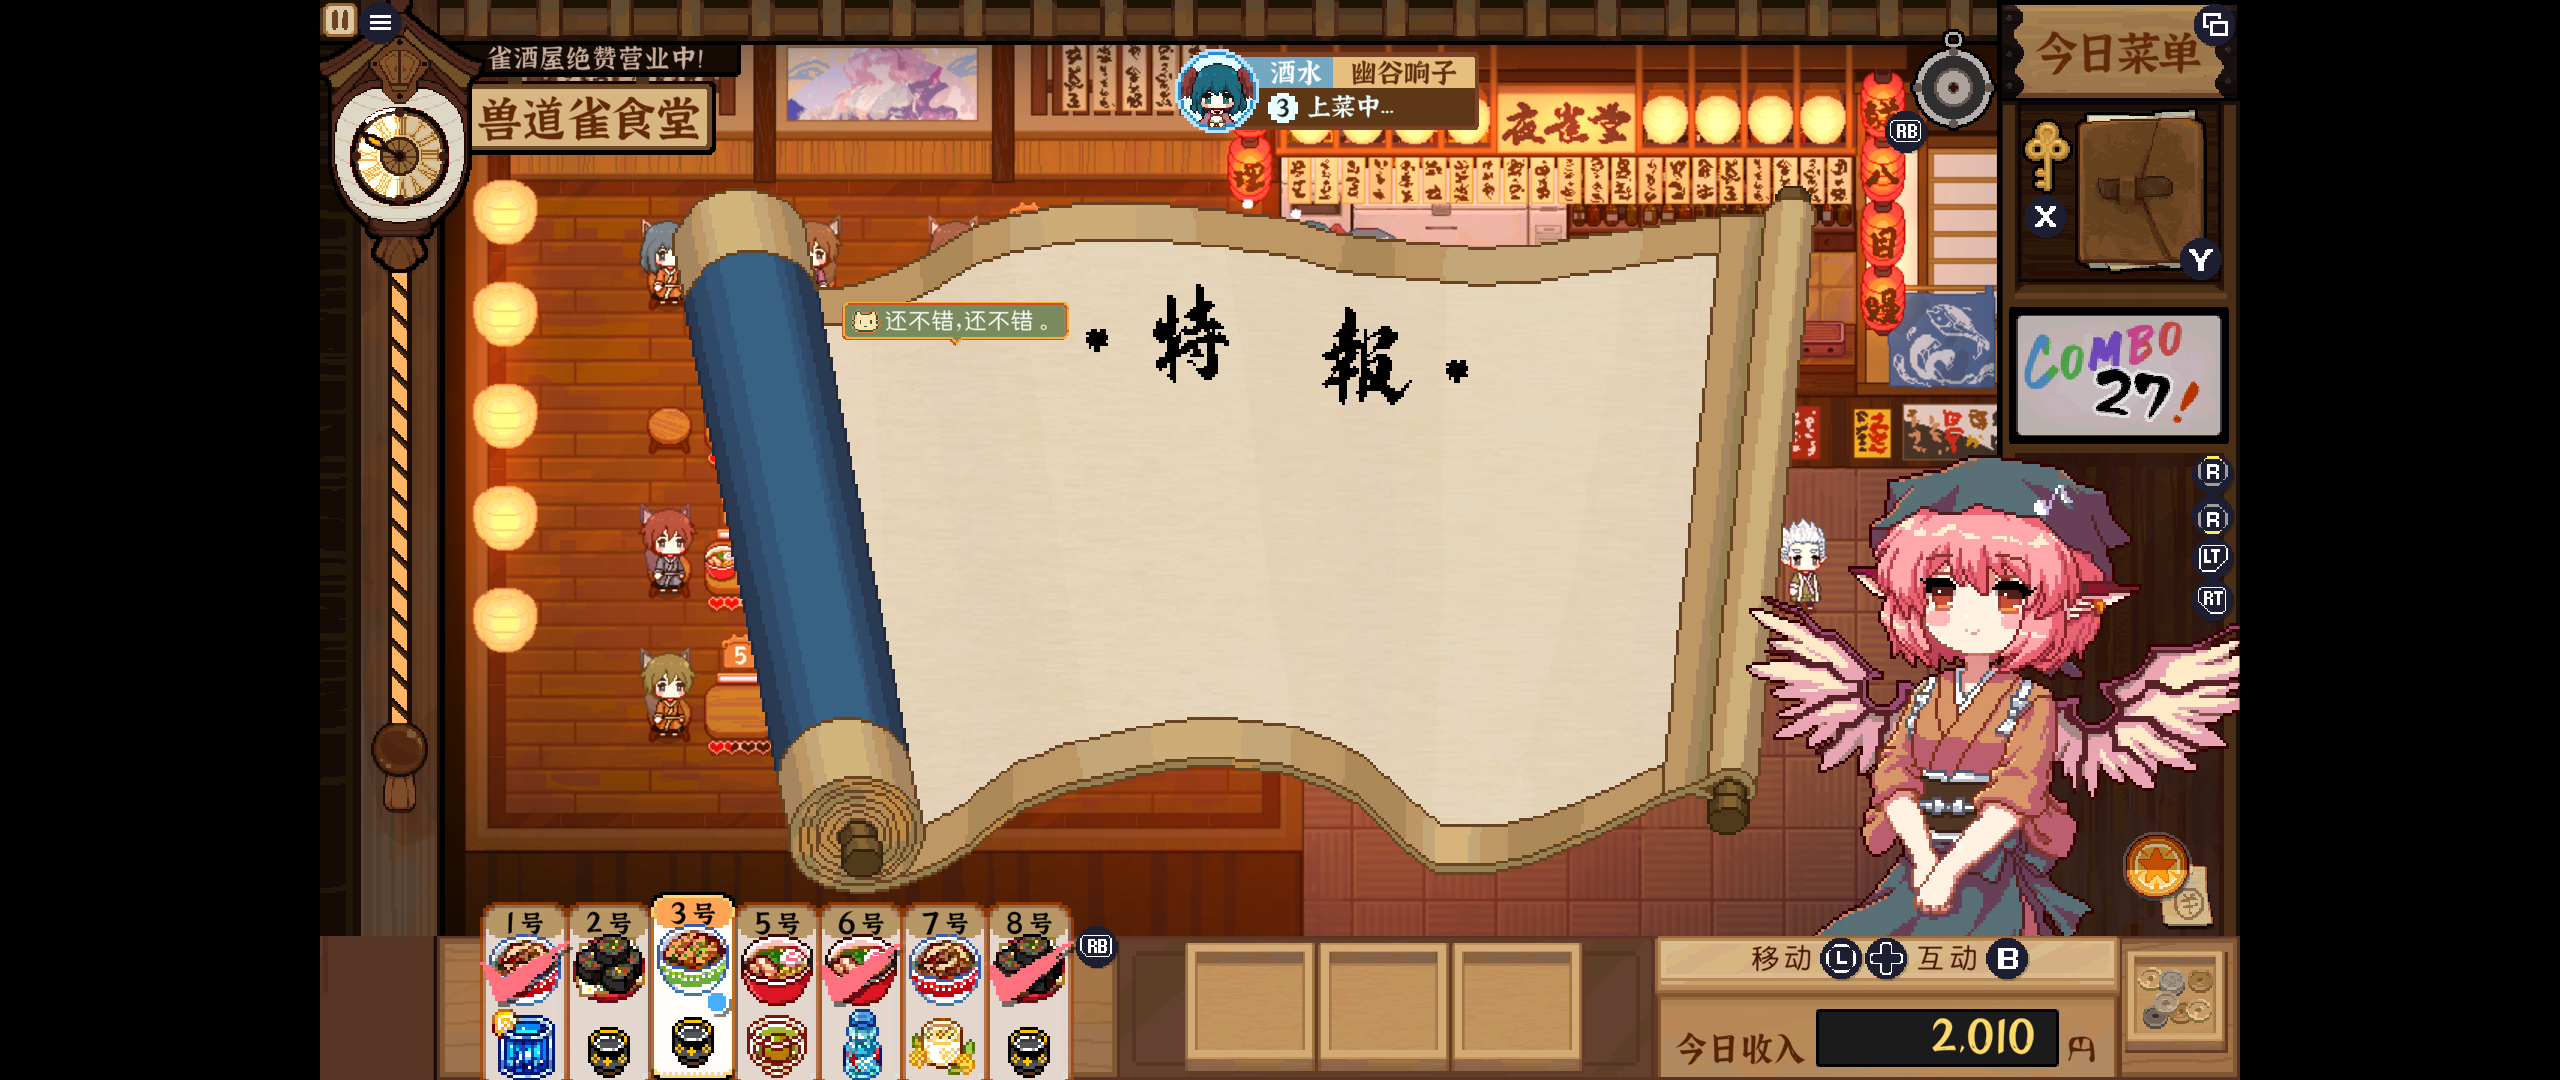 雀酒屋绝赞营业中!
兽道雀食堂
酒水 幽谷响子
3 上菜中...
夜雀堂
RB
今日菜单
X
Y
COMBO
27!
还不错,还不错。
·特報·
R
R
LT
RT
5
1号
2号
3号
5号
6号
7号
8号
RB
移动 L 互动 B
今日收入 2,010 円